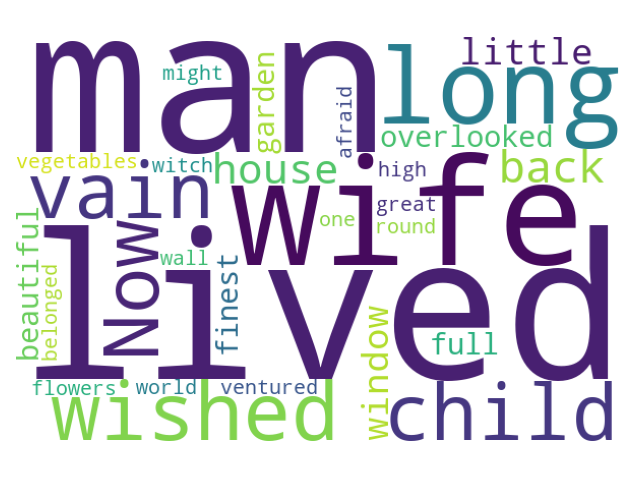 man
long
little
might
garden
afraid
overlooked
vegetables
witch
house
high
back
vain
wife
great
one
round
beautiful
lived
Now
wall
belonged
finest
window
full
flowers
world
ventured
wished
child